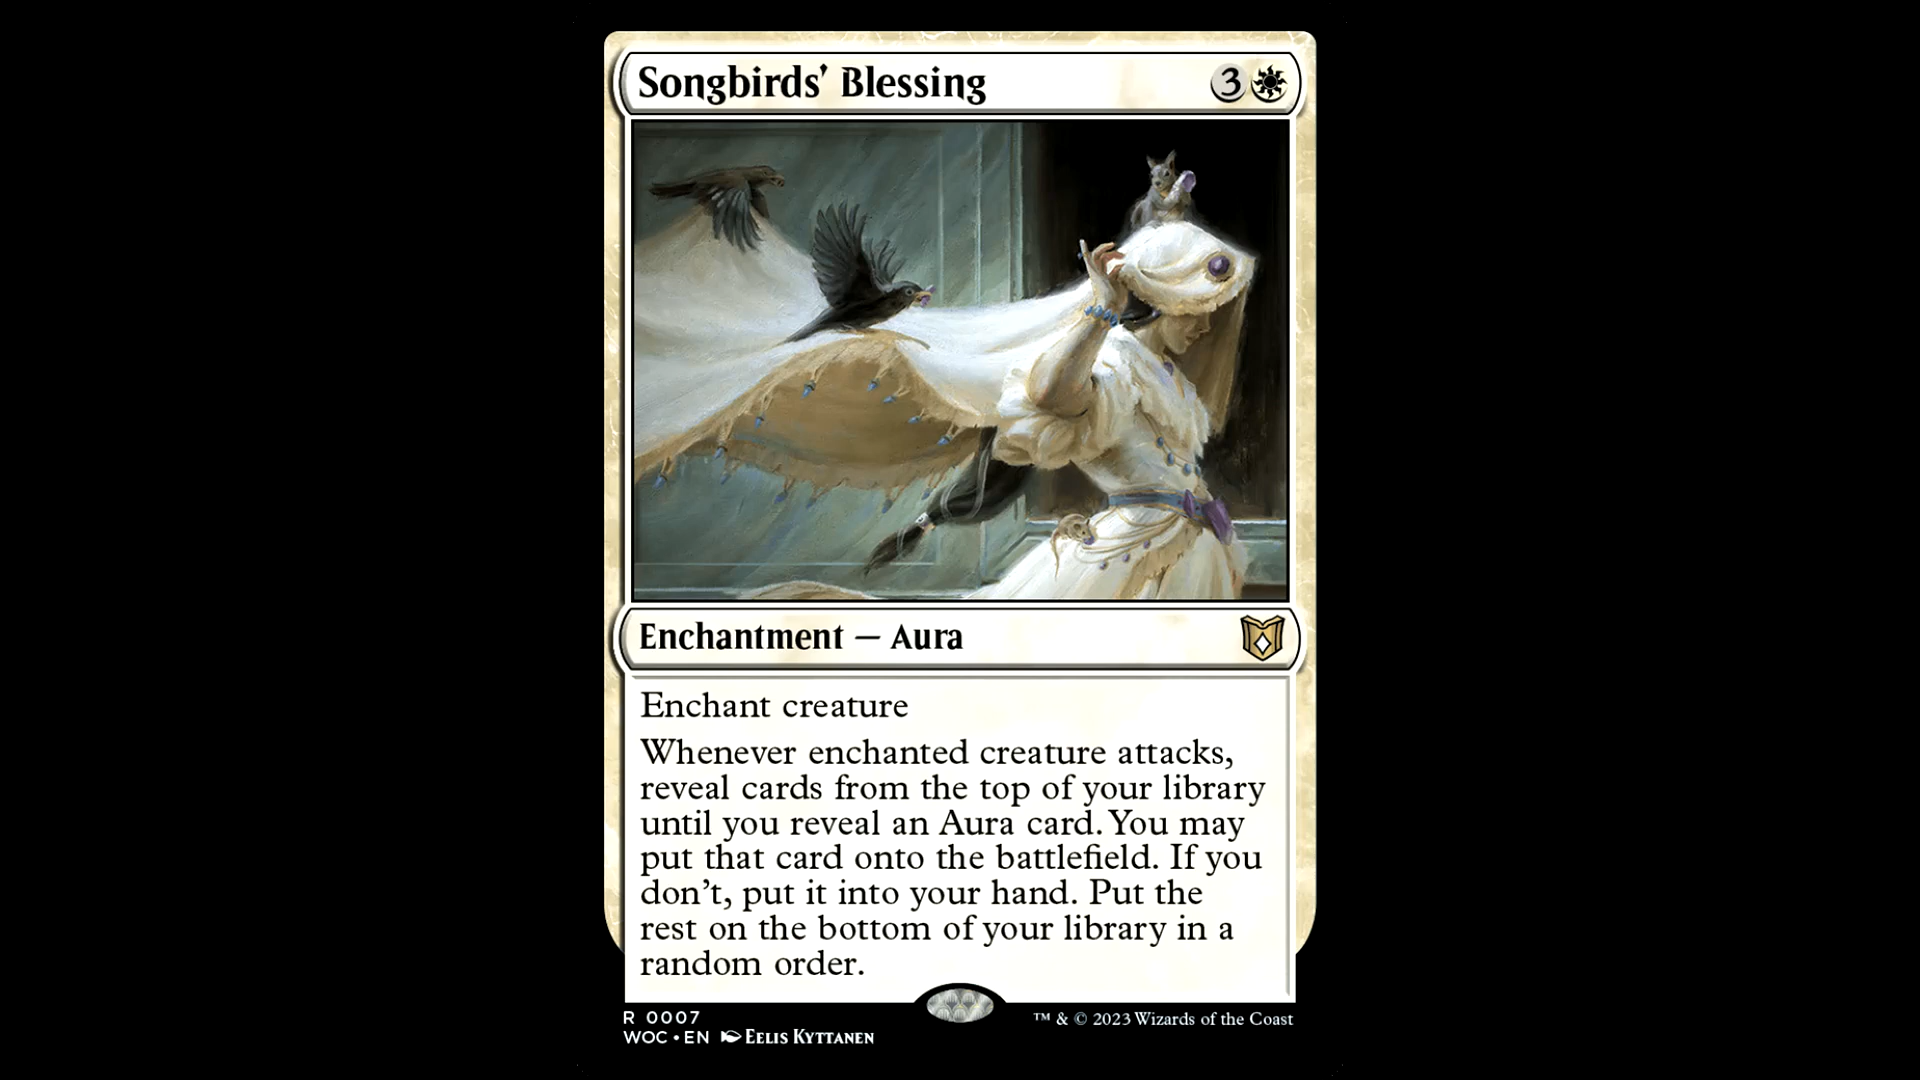 Songbirds' Blessing 3
Enchantment — Aura
Enchant creature
Whenever enchanted creature attacks,
reveal cards from the top of your library
until you reveal an Aura card. You may
put that card onto the battlefield. If you
don't, put it into your hand. Put the
rest on the bottom of your library in a
random order.
R 0007
WOC • EN EELIS KYTTANEN
™ & © 2023 Wizards of the Coast